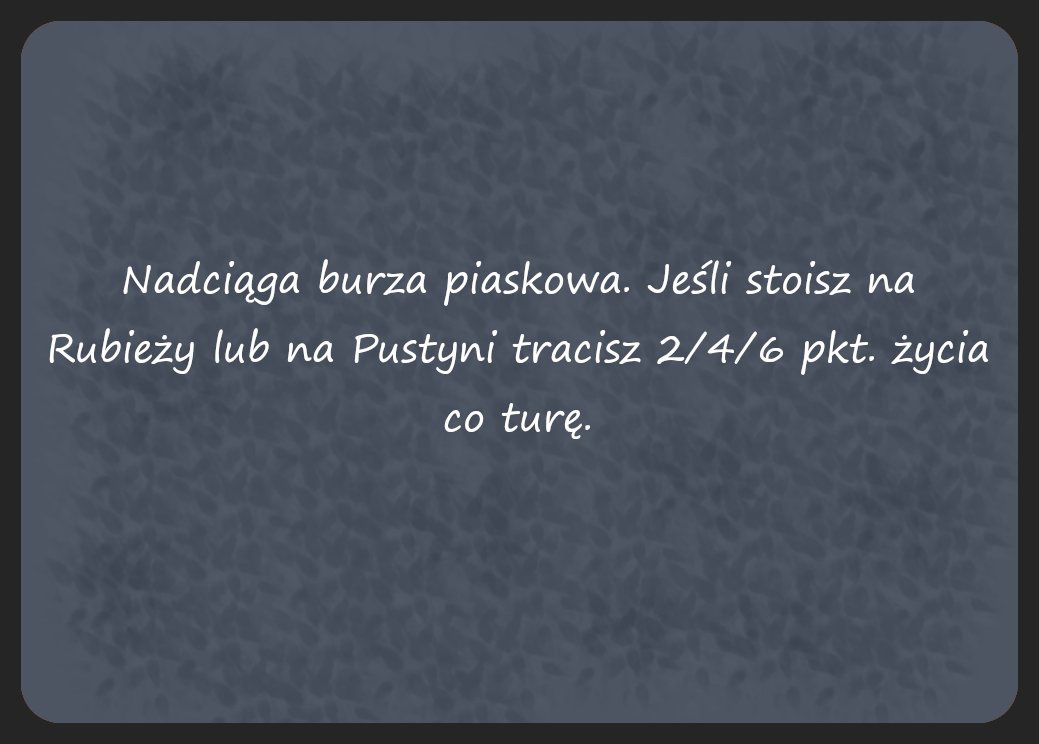 Nadciąga burza piaskowa. Jeśli stoisz na
Rubieży lub na Pustyni tracisz 2/4/6 pkt. życia
co turę.